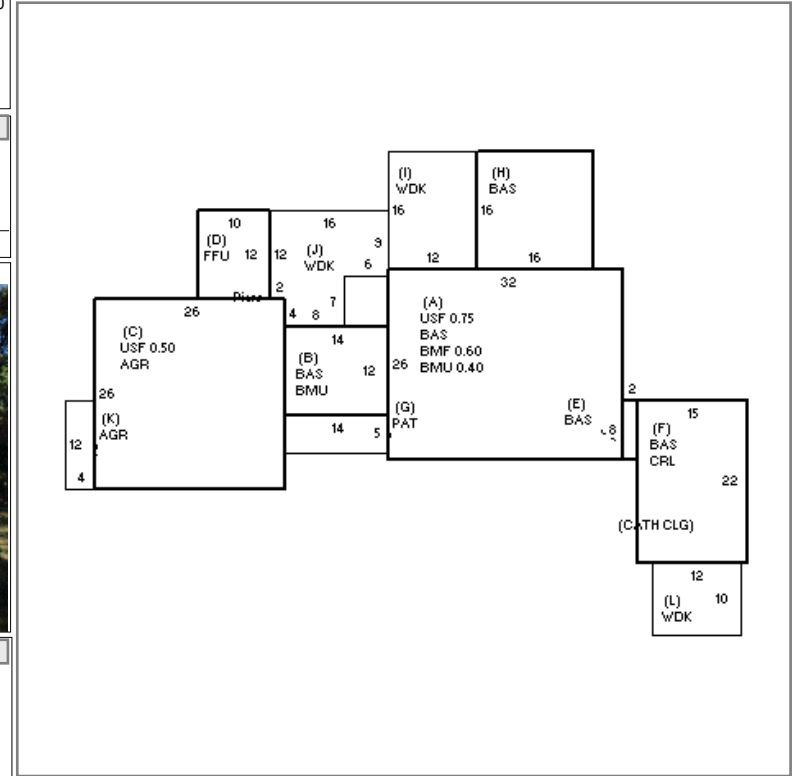 (I)
WDK
16
12
(H)
BAS
16
16
10
(D)
FFU
12
16
12
(J)
WDK
9
6
2
7
4
8
32
(A)
USF 0.75
BAS
BMF 0.60
BMU 0.40
26
26
(C)
USF 0.50
AGR
26
14
(B)
BAS
BMU
12
(G)
PAT
14
5
(E)
BAS
8
2
(K)
AGR
12
4
15
(F)
BAS
CRL
22
(CATH CLG)
12
(L)
WDK
10